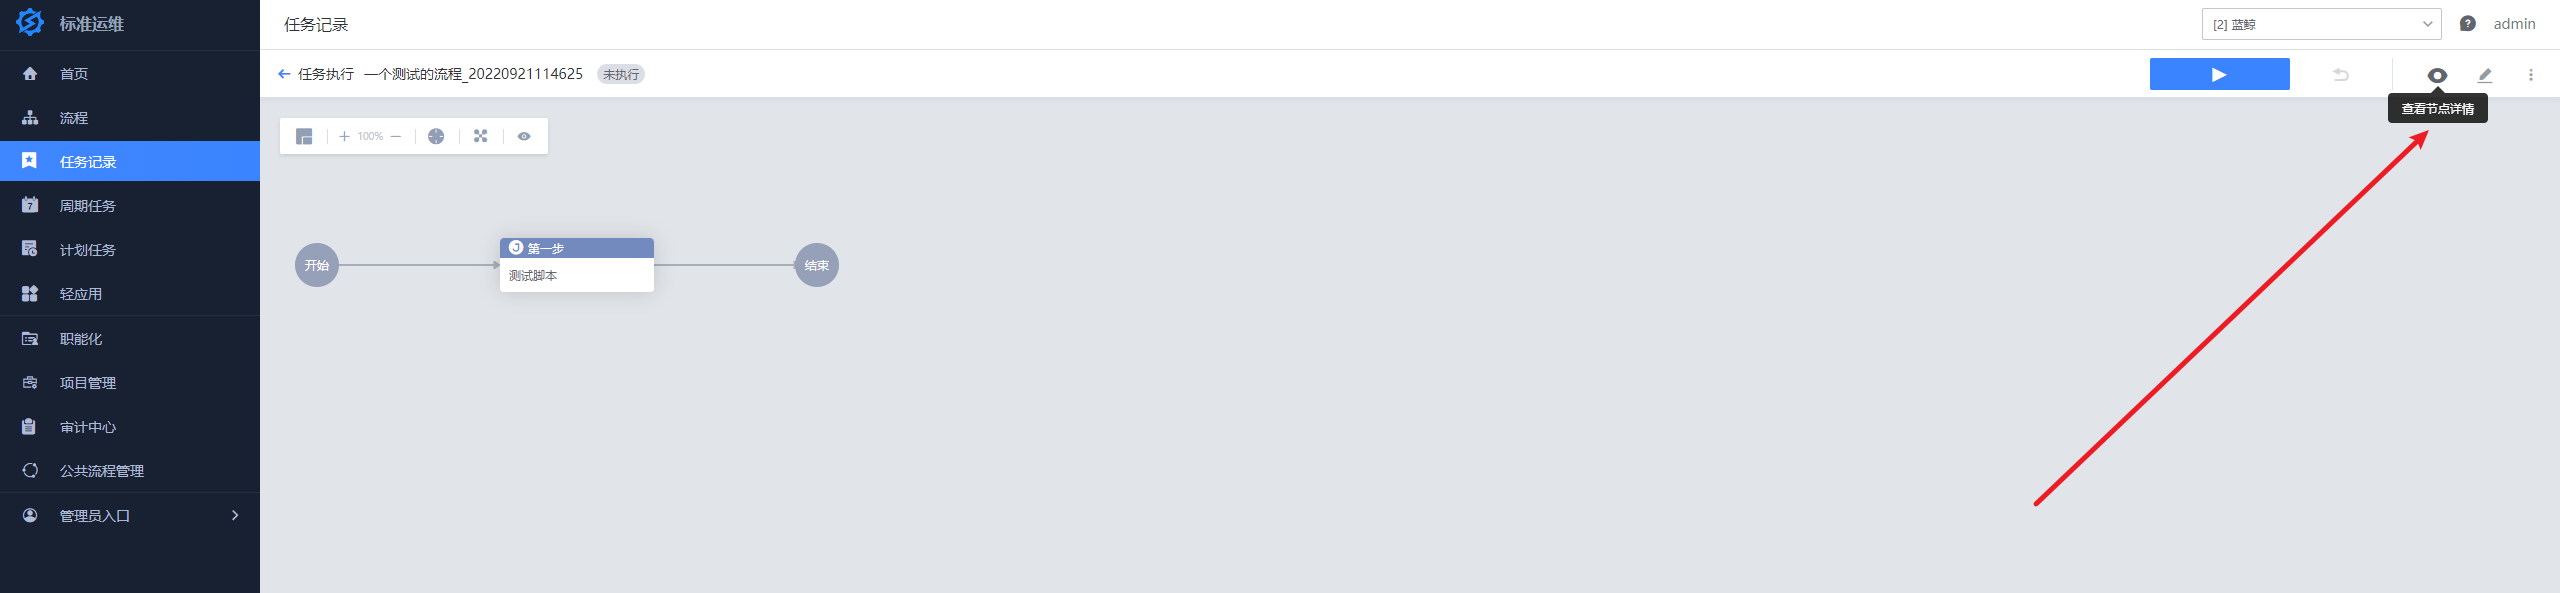 标准运维
首页
流程
任务记录
周期任务
计划任务
轻应用
职能化
项目管理
审计中心
公共流程管理
管理员入口
任务记录
[2] 蓝鲸
admin
任务执行 一个测试的流程_20220921114625 未执行
查看节点详情
100%
开始
第一步
测试脚本
结束